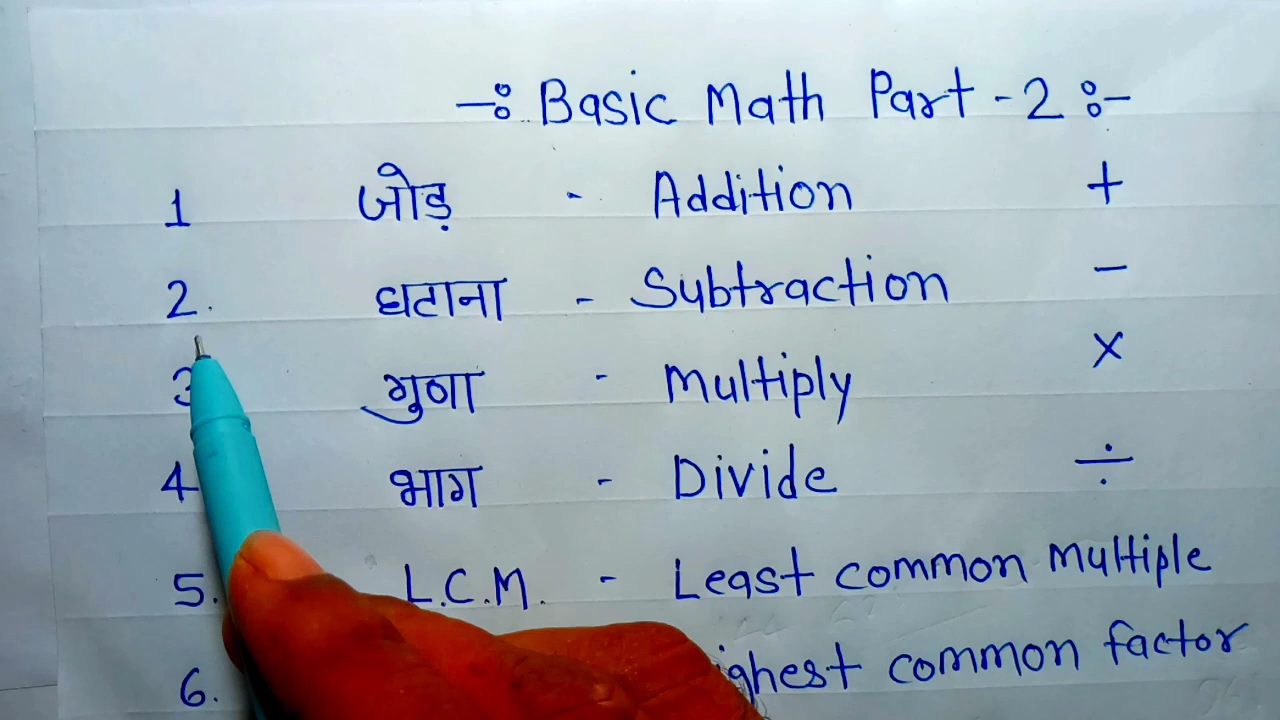 -: Basic Math Part - 2 :-
1 जोड़ - Addition +
2. घटाना - Subtraction -
3 गुणा - Multiply ×
4 भाग - Divide ÷
5. L.C.M. - Least common multiple
6. common factor